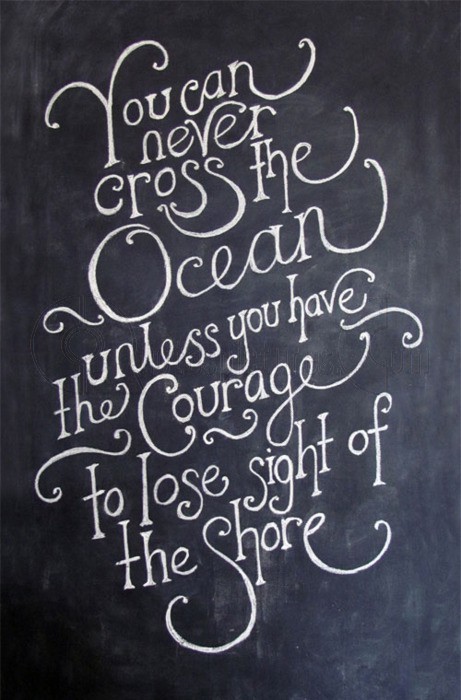 You can
never
cross the
Ocean
unless you have
the Courage
to lose sight of
the Shore